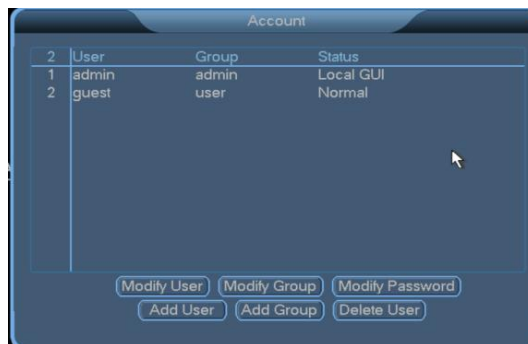 Account
2 User Group Status
1 admin admin Local GUI
2 guest user Normal
Modify User Modify Group Modify Password
Add User Add Group Delete User